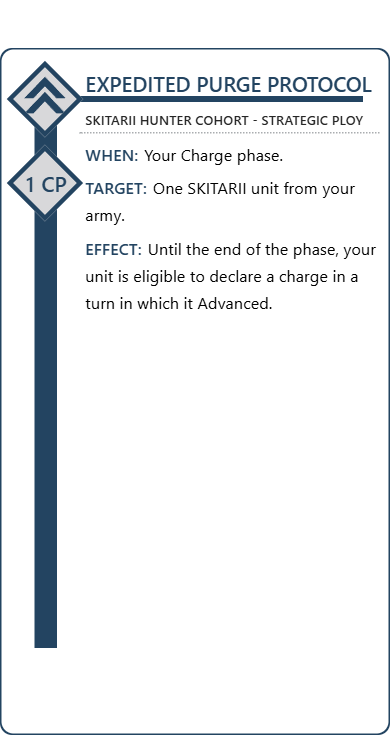 EXPEDITED PURGE PROTOCOL
SKITARII HUNTER COHORT - STRATEGIC PLOY
1 CP
WHEN: Your Charge phase.
TARGET: One SKITARII unit from your
army.
EFFECT: Until the end of the phase, your
unit is eligible to declare a charge in a
turn in which it Advanced.